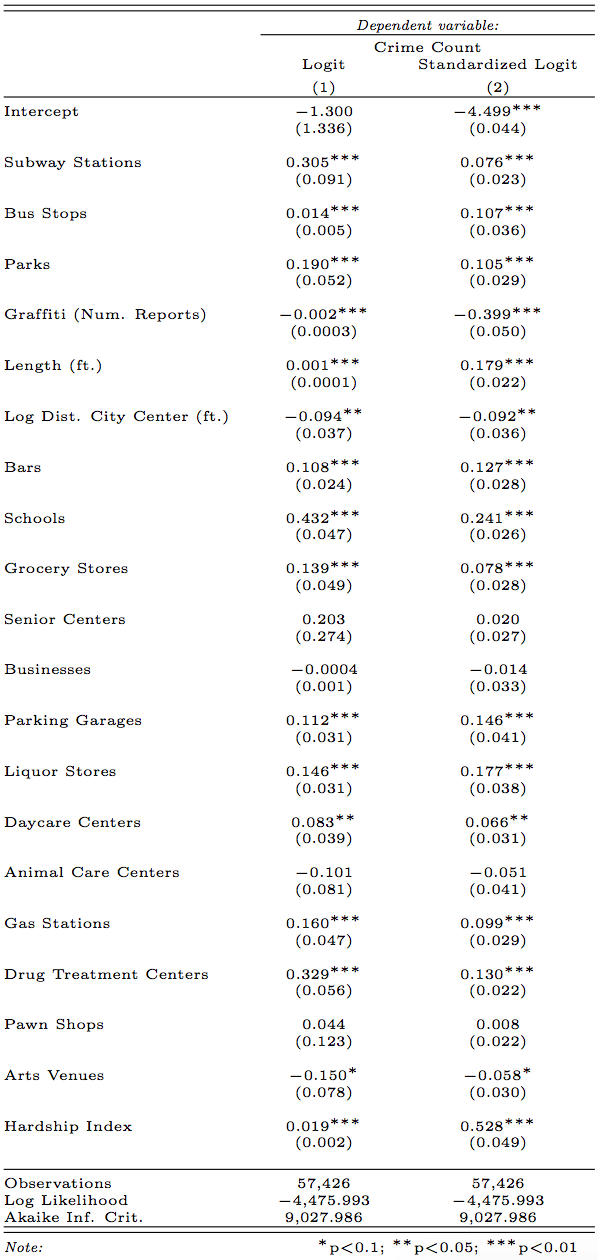 Dependent variable:
Crime Count
Logit Standardized Logit
(1) (2)
Intercept −1.300 −4.499***
(1.336) (0.044)
Subway Stations 0.305*** 0.076***
(0.091) (0.023)
Bus Stops 0.014*** 0.107***
(0.005) (0.036)
Parks 0.190*** 0.105***
(0.052) (0.029)
Graffiti (Num. Reports) −0.002*** −0.399***
(0.0003) (0.050)
Length (ft.) 0.001*** 0.179***
(0.0001) (0.022)
Log Dist. City Center (ft.) −0.094** −0.092**
(0.037) (0.036)
Bars 0.108*** 0.127***
(0.024) (0.028)
Schools 0.432*** 0.241***
(0.047) (0.026)
Grocery Stores 0.139*** 0.078***
(0.049) (0.028)
Senior Centers 0.203 0.020
(0.274) (0.027)
Businesses −0.0004 −0.014
(0.001) (0.033)
Parking Garages 0.112*** 0.146***
(0.031) (0.041)
Liquor Stores 0.146*** 0.177***
(0.031) (0.038)
Daycare Centers 0.083** 0.066**
(0.039) (0.031)
Animal Care Centers −0.101 −0.051
(0.081) (0.041)
Gas Stations 0.160*** 0.099***
(0.047) (0.029)
Drug Treatment Centers 0.329*** 0.130***
(0.056) (0.022)
Pawn Shops 0.044 0.008
(0.123) (0.022)
Arts Venues −0.150* −0.058*
(0.078) (0.030)
Hardship Index 0.019*** 0.528***
(0.002) (0.049)
Observations 57,426 57,426
Log Likelihood −4,475.993 −4,475.993
Akaike Inf. Crit. 9,027.986 9,027.986
Note: *p<0.1; **p<0.05; ***p<0.01